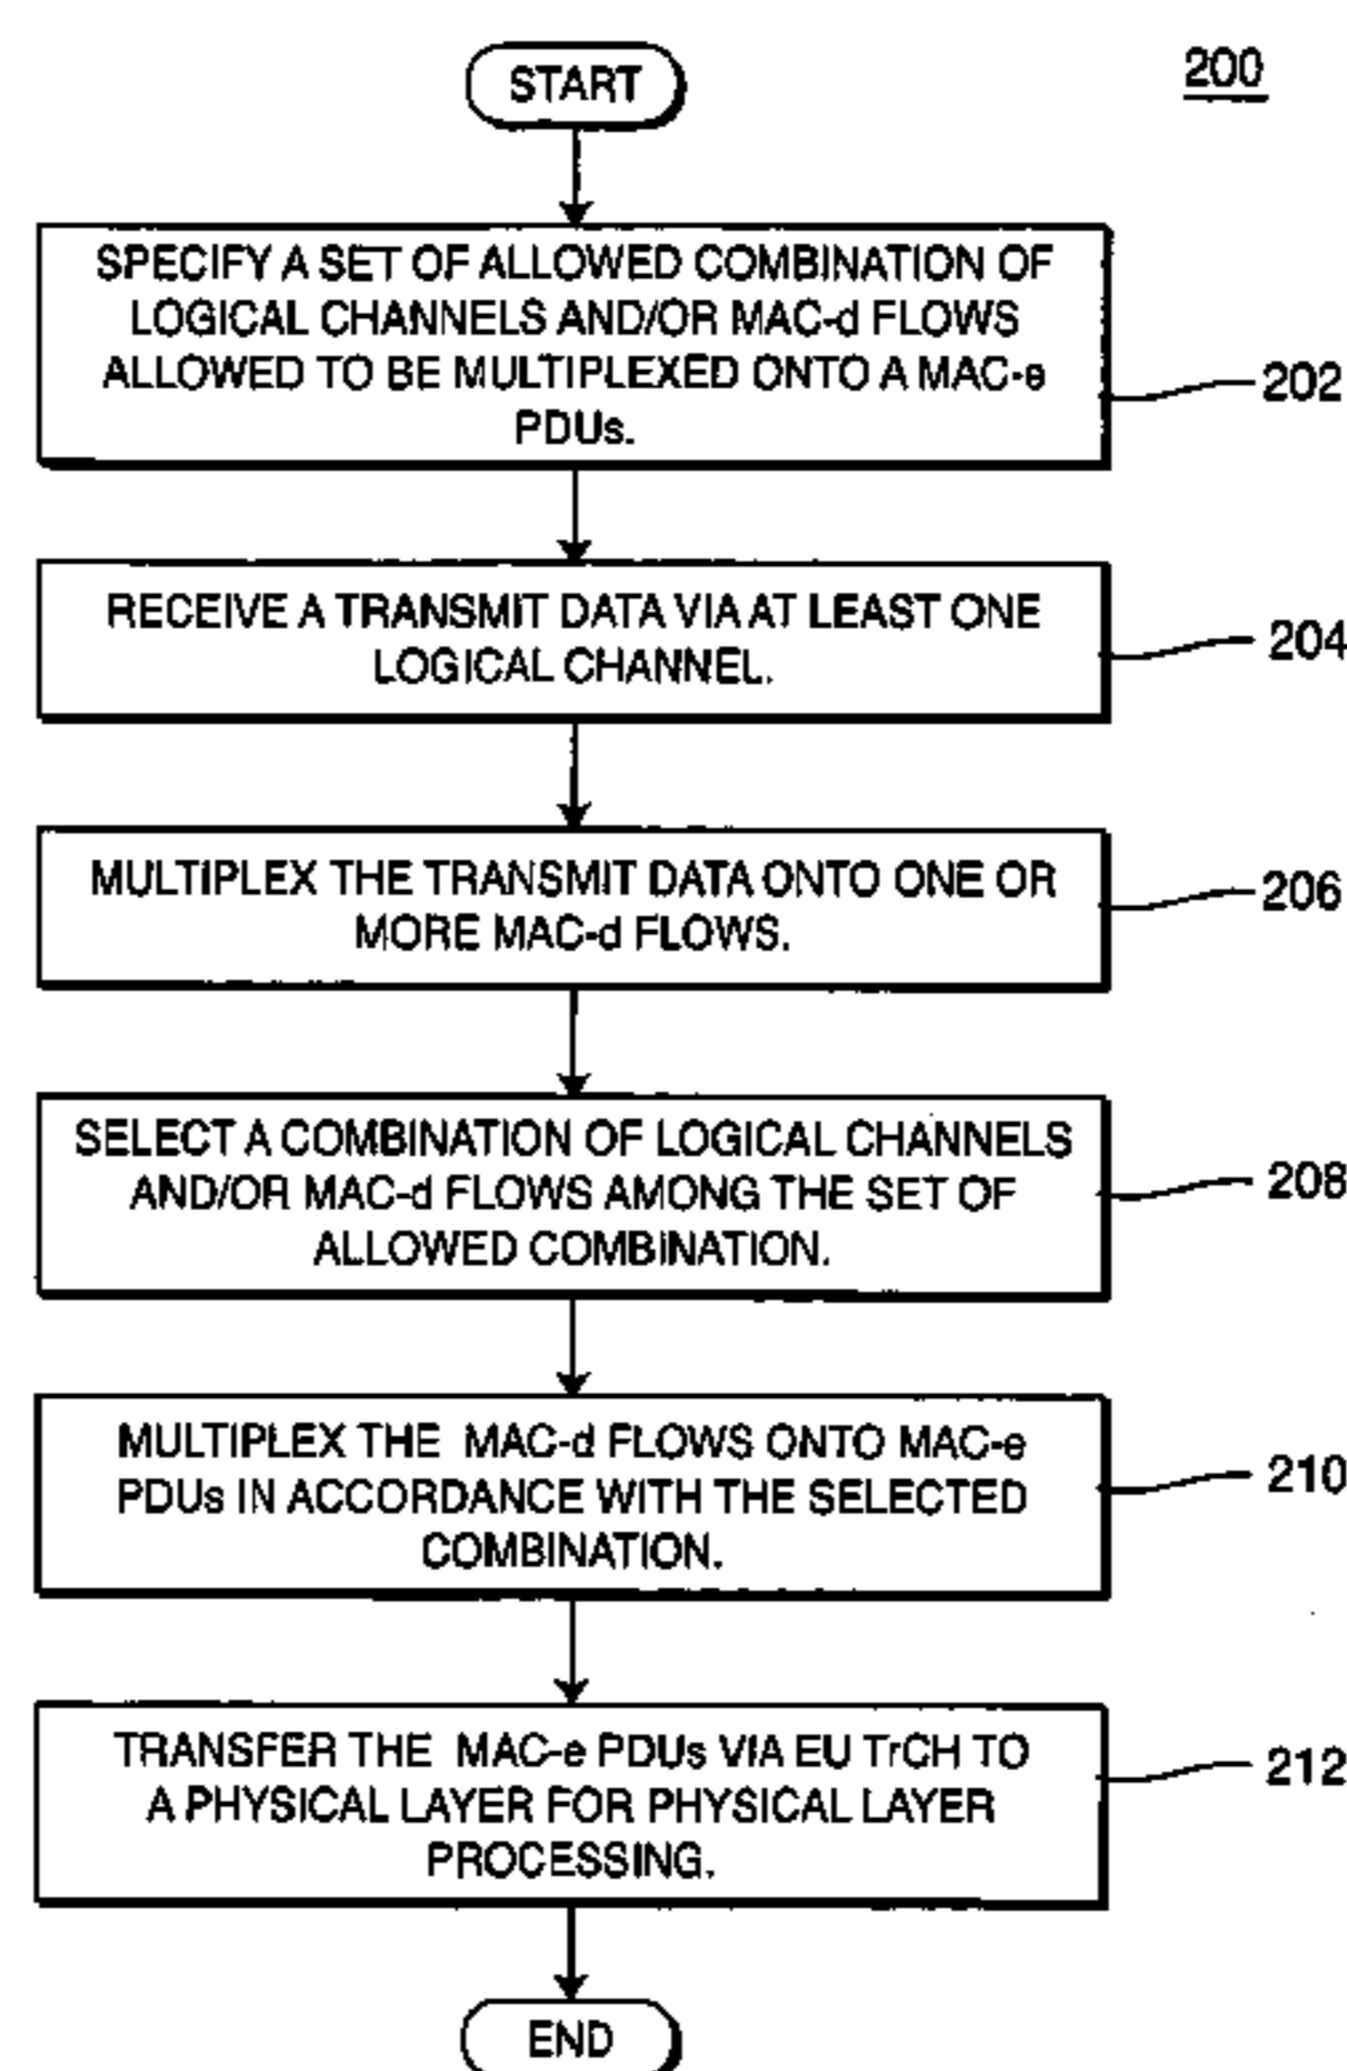 START
200
SPECIFY A SET OF ALLOWED COMBINATION OF
LOGICAL CHANNELS AND/OR MAC-d FLOWS
ALLOWED TO BE MULTIPLEXED ONTO A MAC-e
PDUs.
202
RECEIVE A TRANSMIT DATA VIA AT LEAST ONE
LOGICAL CHANNEL.
204
MULTIPLEX THE TRANSMIT DATA ONTO ONE OR
MORE MAC-d FLOWS.
206
SELECT A COMBINATION OF LOGICAL CHANNELS
AND/OR MAC-d FLOWS AMONG THE SET OF
ALLOWED COMBINATION.
208
MULTIPLEX THE MAC-d FLOWS ONTO MAC-e
PDUs IN ACCORDANCE WITH THE SELECTED
COMBINATION.
210
TRANSFER THE MAC-e PDUs VIA EU TrCH TO
A PHYSICAL LAYER FOR PHYSICAL LAYER
PROCESSING.
212
END